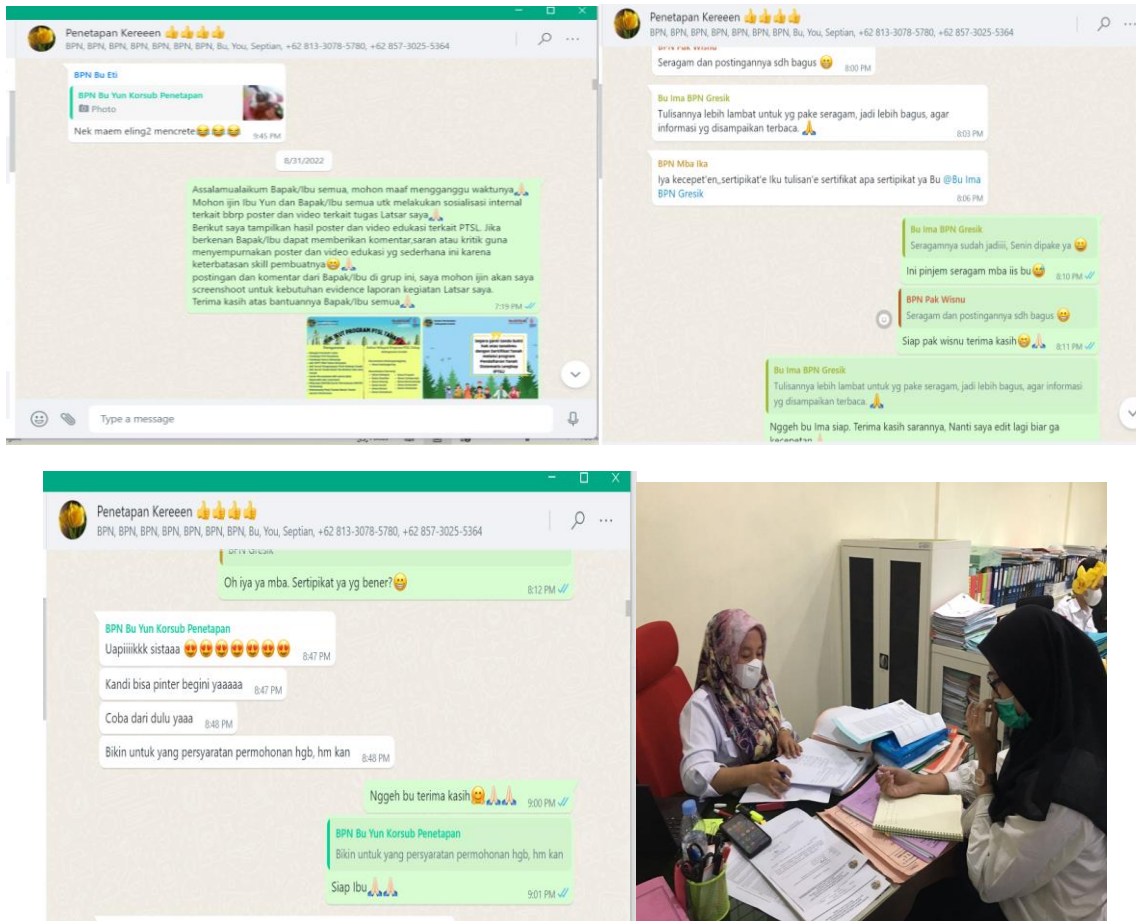 Penetapan Kereeen 👍👍👍👍
BPN, BPN, BPN, BPN, BPN, BPN, BPN, Bu, You, Septian, +62 813-3078-5780, +62 857-3025-5364
BPN Bu Eti
BPN Bu Yun Korsub Penetapan
Photo
Nek maem eling2 mencrete😂😂😂
9:45 PM
8/31/2022
Assalamualaikum Bapak/Ibu semua, mohon maaf mengganggu waktunya🙏🏻
Mohon ijin Ibu Yun dan Bapak/Ibu semua utk melakukan sosialisasi internal
terkait bbrp poster dan video terkait tugas Latsar saya🙏🏻
Berikut saya tampilkan hasil poster dan video edukasi terkait PTSL. Jika
berkenan Bapak/Ibu dapat memberikan komentar,saran atau kritik guna
menyempurnakan poster dan video edukasi yg sederhana ini karena
keterbatasan skill pembuatnya😄🙏🏻
postingan dan komentar dari Bapak/Ibu di grup ini, saya mohon ijin akan saya
screenshoot untuk kebutuhan evidence laporan kegiatan Latsar saya.
Terima kasih atas bantuannya Bapak/Ibu semua🙏🏻
7:19 PM
Type a message
Penetapan Kereeen 👍👍👍👍
BPN, BPN, BPN, BPN, BPN, BPN, BPN, Bu, You, Septian, +62 813-3078-5780, +62 857-3025-5364
BPN Pak Wisnu
Seragam dan postingannya sdh bagus 😁
8:00 PM
Bu Ima BPN Gresik
Tulisannya lebih lambat untuk yg pake seragam, jadi lebih bagus, agar
informasi yg disampaikan terbaca. 🙏
8:03 PM
BPN Mba Ika
Iya kecepet'en,,sertipikat'e Iku tulisan'e sertifikat apa sertipikat ya Bu @Bu Ima
BPN Gresik
8:06 PM
Bu Ima BPN Gresik
Seragamnya sudah jadiii, Senin dipake ya 😀
Ini pinjem seragam mba iis bu😅
8:10 PM
BPN Pak Wisnu
Seragam dan postingannya sdh bagus 😁
Siap pak wisnu terima kasih😊🙏🏻
8:11 PM
Bu Ima BPN Gresik
Tulisannya lebih lambat untuk yg pake seragam, jadi lebih bagus, agar informasi
yg disampaikan terbaca. 🙏
Nggeh bu Ima siap. Terima kasih sarannya, Nanti saya edit lagi biar ga
kecepetan
Penetapan Kereeen 👍👍👍👍
BPN, BPN, BPN, BPN, BPN, BPN, BPN, Bu, You, Septian, +62 813-3078-5780, +62 857-3025-5364
BPN Gresik
Oh iya ya mba. Sertipikat ya yg bener?😀
8:12 PM
BPN Bu Yun Korsub Penetapan
Uapiiiikkk sistaaa 😍😍😍😍😍😍😍
8:47 PM
Kandi bisa pinter begini yaaaaa
8:47 PM
Coba dari dulu yaaa
8:48 PM
Bikin untuk yang persyaratan permohonan hgb, hm kan
8:48 PM
Nggeh bu terima kasih🤗🙏🏻🙏🏻
9:00 PM
BPN Bu Yun Korsub Penetapan
Bikin untuk yang persyaratan permohonan hgb, hm kan
Siap Ibu🙏🏻🙏🏻
9:01 PM